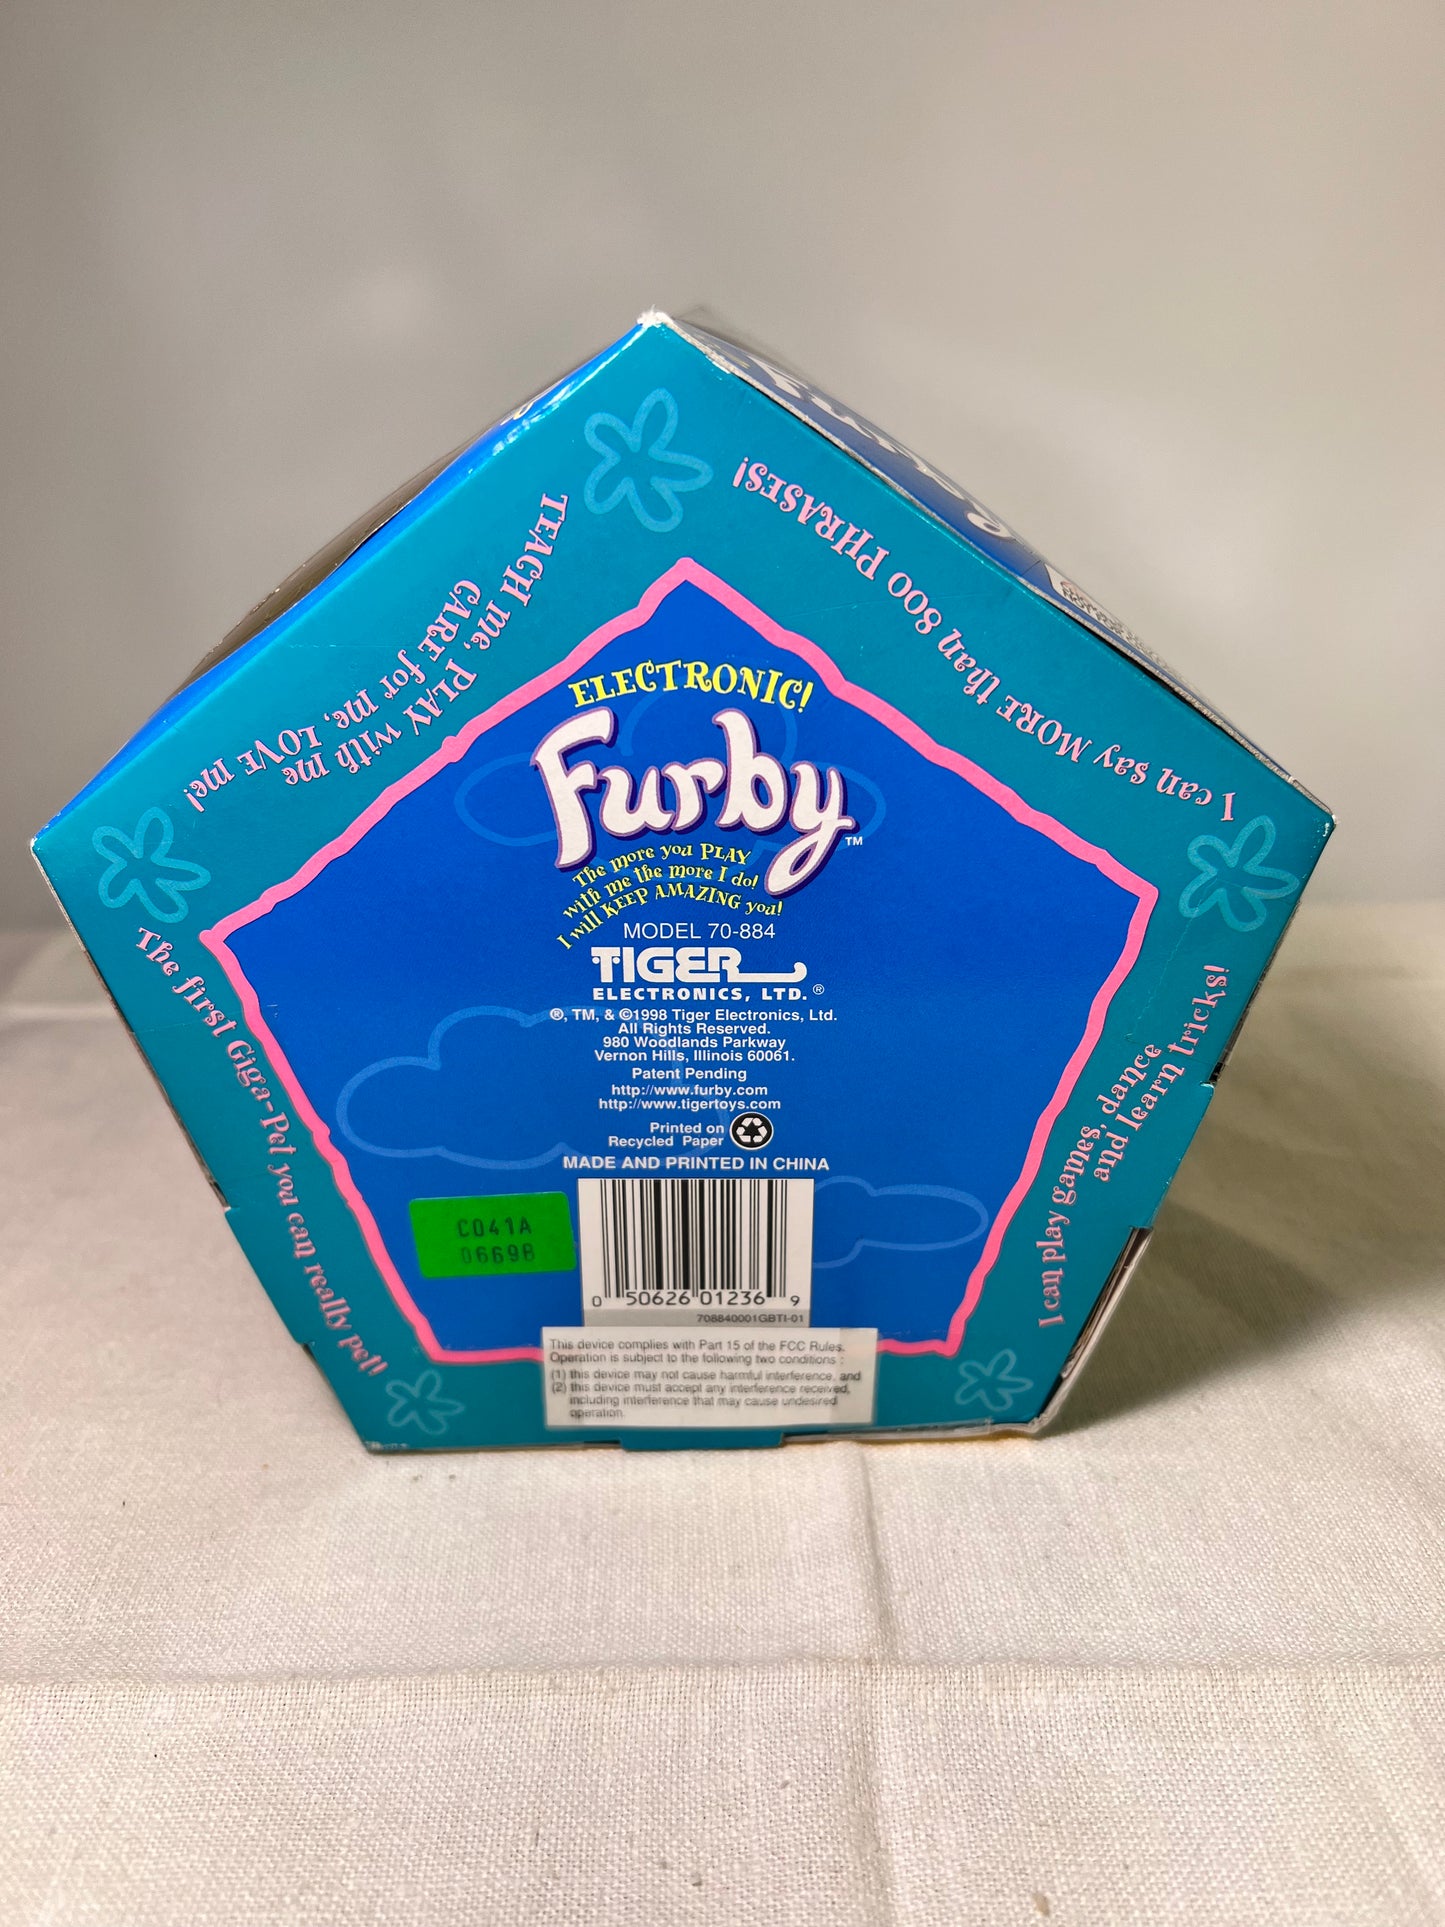 Furby
TEACH me, PLAY with me
CARE for me, LOVE me!
I can say MORE than 800 PHRASES!
The first Giga-Pet you can really pet!
I can play games, dance
and learn tricks!
ELECTRONIC!
Furby™
The more you PLAY
with me the more I do!
I will KEEP AMAZING you!
MODEL 70-884
TIGER
ELECTRONICS, LTD.®
®, TM, & ©1998 Tiger Electronics, Ltd.
All Rights Reserved.
980 Woodlands Parkway
Vernon Hills, Illinois 60061.
Patent Pending
http://www.furby.com
http://www.tigertoys.com
Printed on
Recycled Paper
MADE AND PRINTED IN CHINA
C041A
06698
0 50626 01236 9
708840001GBTI-01
This device complies with Part 15 of the FCC Rules.
Operation is subject to the following two conditions :
(1) this device may not cause harmful interference, and
(2) this device must accept any interference received,
including interference that may cause undesired
operation.